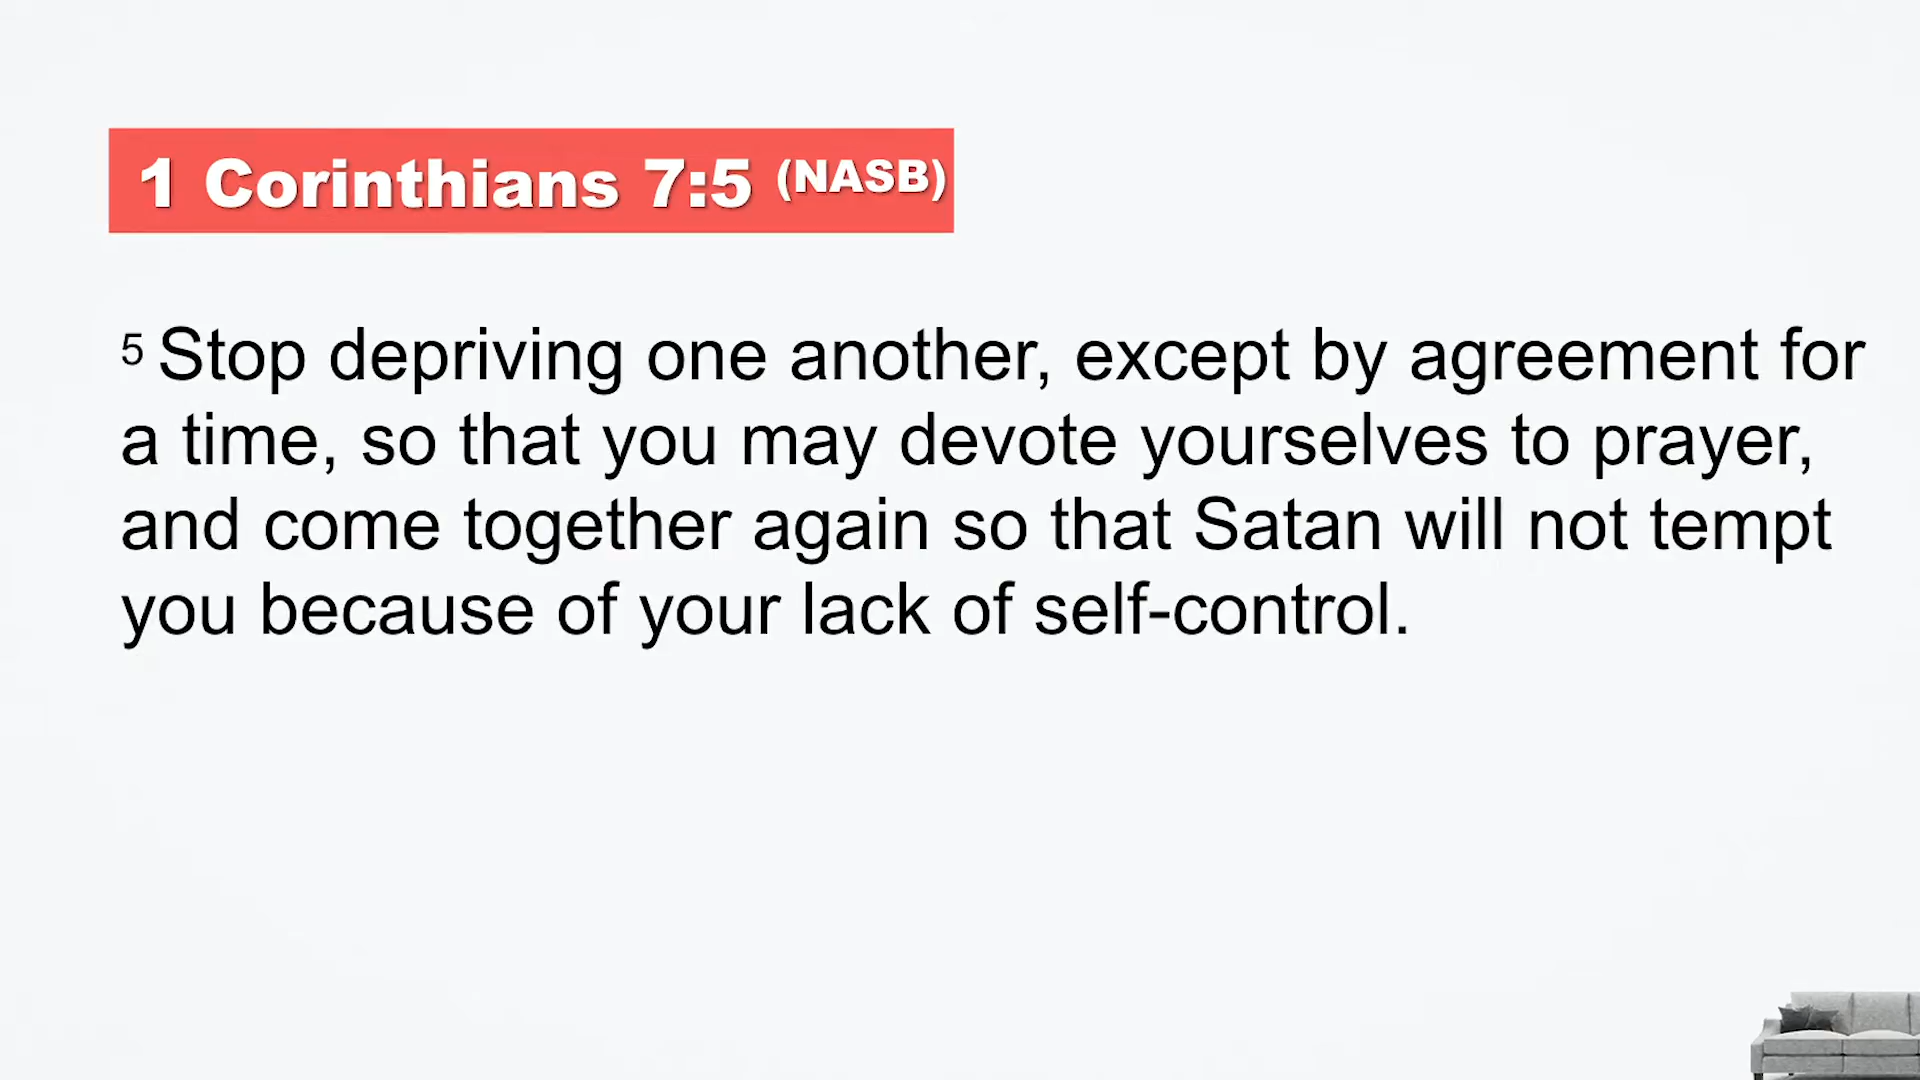 1 Corinthians 7:5 (NASB)
5 Stop depriving one another, except by agreement for
a time, so that you may devote yourselves to prayer,
and come together again so that Satan will not tempt
you because of your lack of self-control.